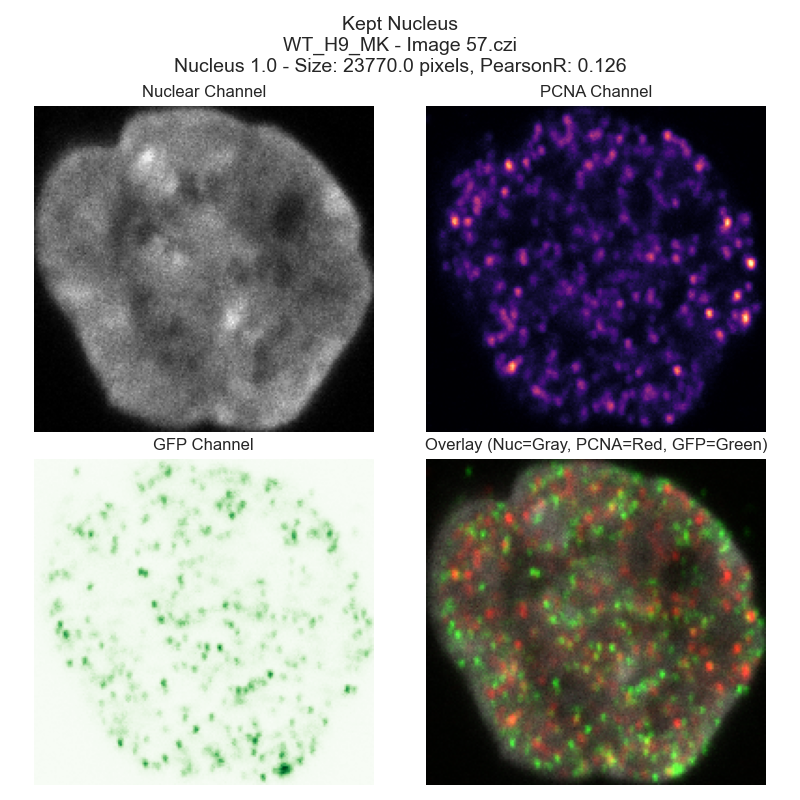 Kept Nucleus
WT_H9_MK - Image 57.czi
Nucleus 1.0 - Size: 23770.0 pixels, PearsonR: 0.126
Nuclear Channel
PCNA Channel
GFP Channel
Overlay (Nuc=Gray, PCNA=Red, GFP=Green)